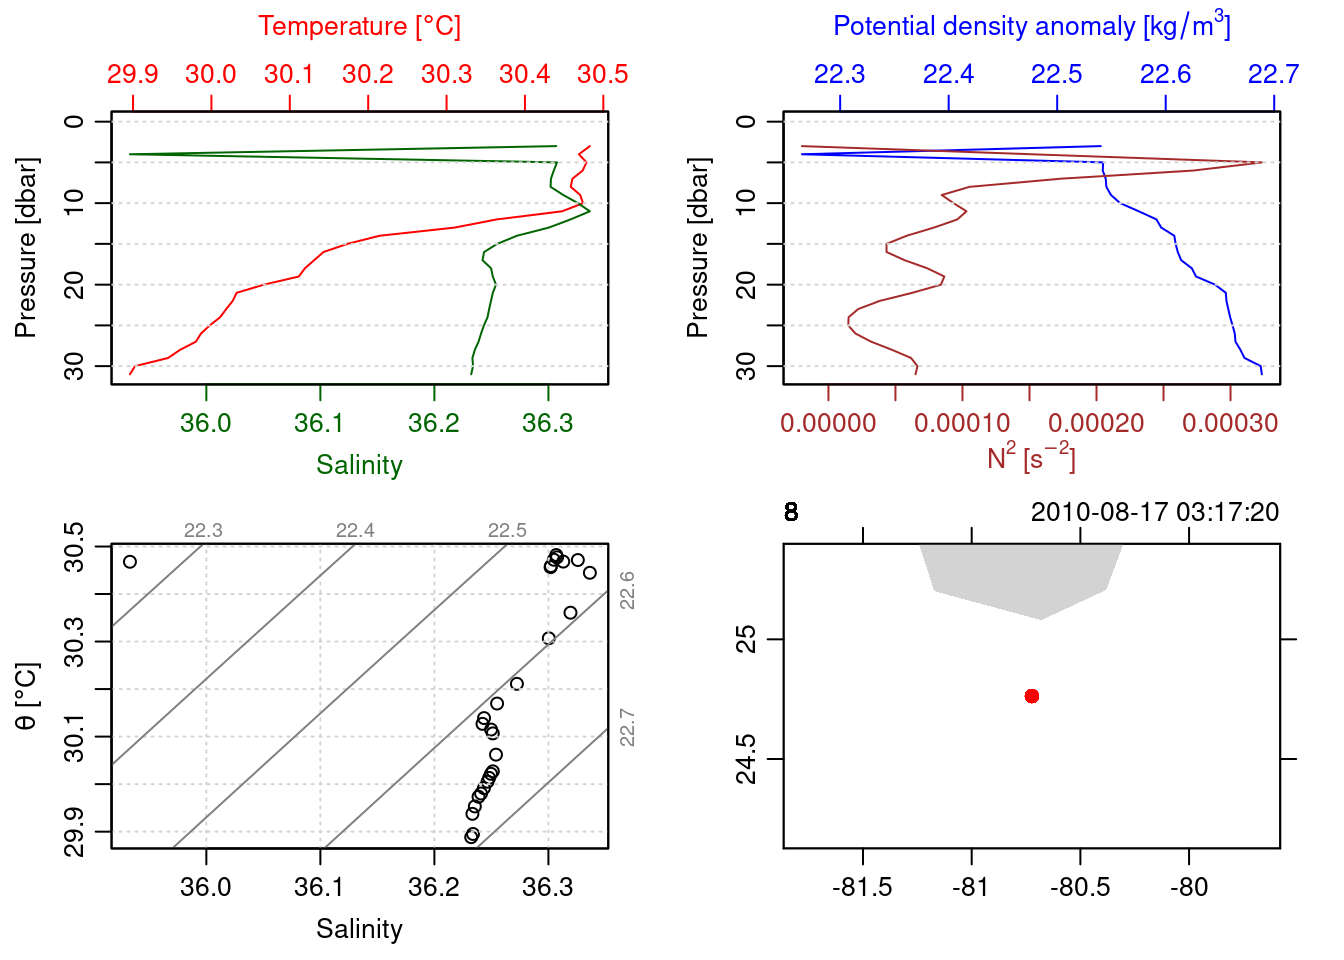 Temperature [°C]
29.9 30.0 30.1 30.2 30.3 30.4 30.5
Pressure [dbar]
0 10 20 30
36.0 36.1 36.2 36.3
Salinity
Potential density anomaly [kg/m³]
22.3 22.4 22.5 22.6 22.7
Pressure [dbar]
0 10 20 30
0.00000 0.00010 0.00020 0.00030
N² [s⁻²]
22.3 22.4 22.5
22.6
22.7
θ [°C]
30.5 30.3 30.1 29.9
36.0 36.1 36.2 36.3
Salinity
8 2010-08-17 03:17:20
25
24.5
-81.5 -81 -80.5 -80